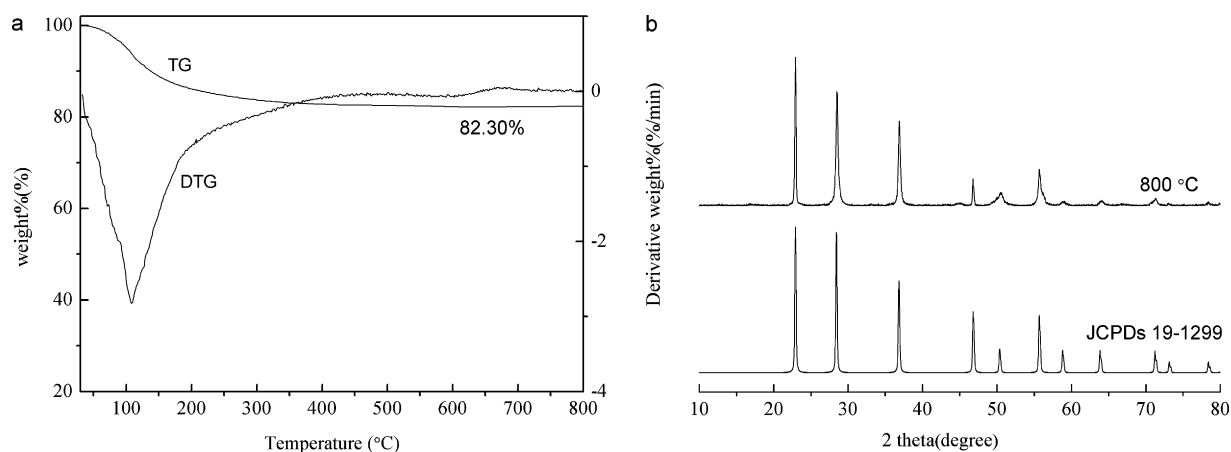 a
100
80
60
40
20
weight%(%)
TG
DTG
82.30%
0
-2
-4
100 200 300 400 500 600 700 800
Temperature (°C)
b
Derivative weight%(%/min)
800 °C
JCPDs 19-1299
10 20 30 40 50 60 70 80
2 theta(degree)